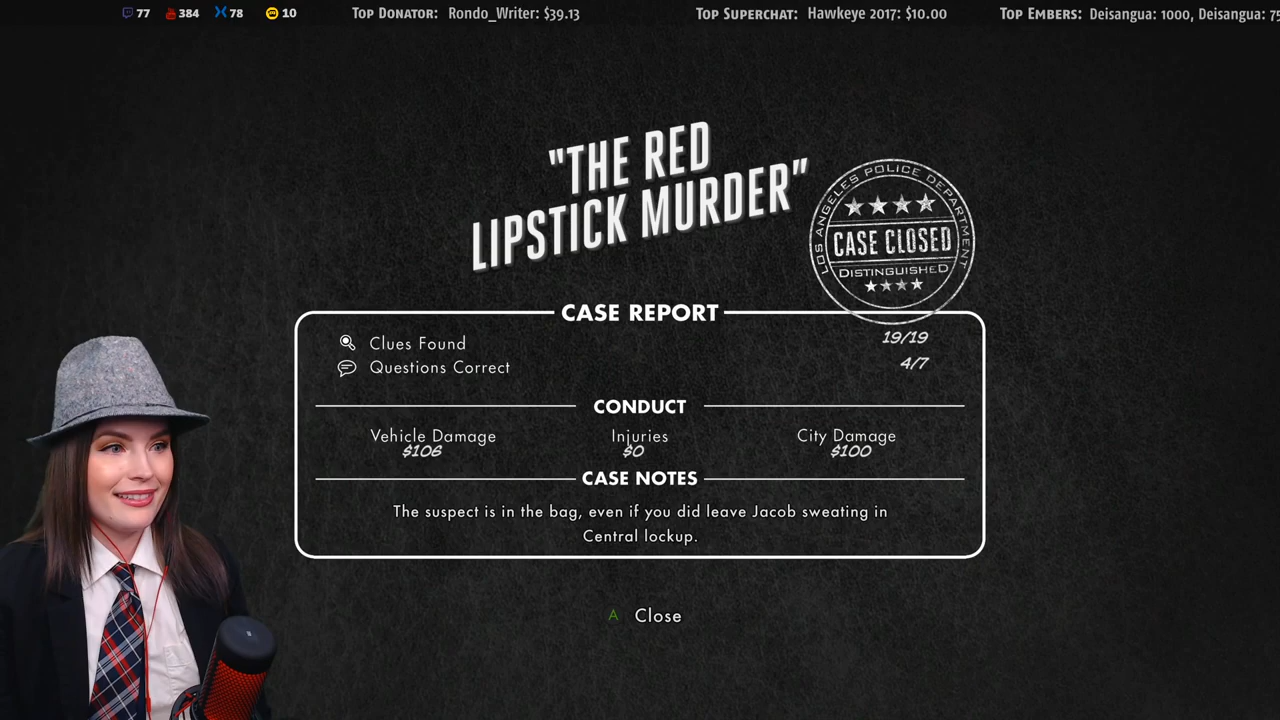 77 384 78 10 TOP DONATOR: Rondo_Writer: $39.13 TOP SUPERCHAT: Hawkeye 2017: $10.00 TOP EMBERS: Deisangua: 1000, Deisangua: 75
"THE RED
LIPSTICK MURDER"
LOS ANGELES POLICE DEPARTMENT
CASE CLOSED
DISTINGUISHED
CASE REPORT
Clues Found 19/19
Questions Correct 4/7
CONDUCT
Vehicle Damage Injuries City Damage
$106 $0 $100
CASE NOTES
The suspect is in the bag, even if you did leave Jacob sweating in
Central lockup.
A Close